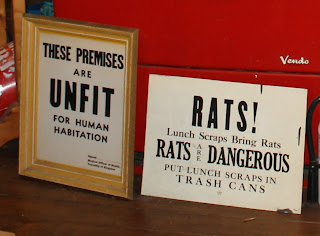 THESE PREMISES
ARE
UNFIT
FOR HUMAN
HABITATION
Vendo
RATS!
Lunch Scraps Bring Rats
RATS ARE DANGEROUS
PUT LUNCH SCRAPS IN
TRASH CANS